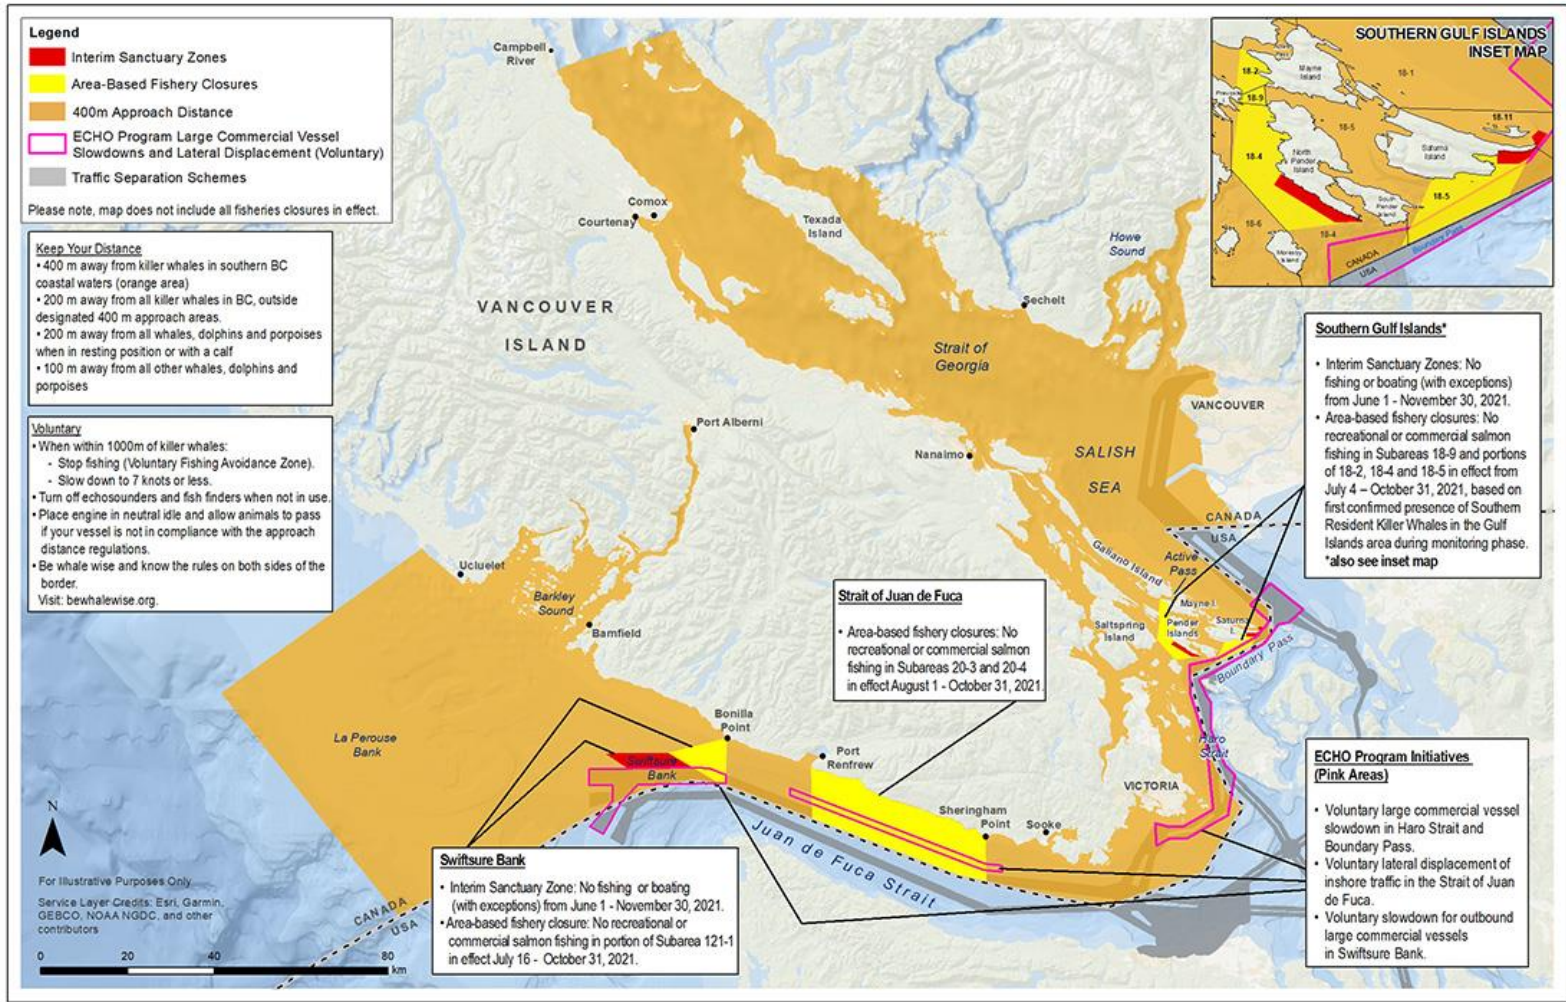 Legend
Interim Sanctuary Zones
Area-Based Fishery Closures
400m Approach Distance
ECHO Program Large Commercial Vessel
Slowdowns and Lateral Displacement (Voluntary)
Traffic Separation Schemes
Please note, map does not include all fisheries closures in effect.
Keep Your Distance
• 400 m away from killer whales in southern BC
coastal waters (orange area)
• 200 m away from all killer whales in BC, outside
designated 400 m approach areas.
• 200 m away from all whales, dolphins and porpoises
when in resting position or with a calf
• 100 m away from all other whales, dolphins and
porpoises
Voluntary
• When within 1000m of killer whales:
- Stop fishing (Voluntary Fishing Avoidance Zone).
- Slow down to 7 knots or less.
• Turn off echosounders and fish finders when not in use.
• Place engine in neutral idle and allow animals to pass
if your vessel is not in compliance with the approach
distance regulations.
• Be whale wise and know the rules on both sides of the
border.
Visit: bewhalewise.org.
Campbell
River
Comox
Courtenay
Texada
Island
Howe
Sound
Sechelt
VANCOUVER
ISLAND
Strait of
Georgia
VANCOUVER
Port Alberni
Nanaimo
SALISH
SEA
CANADA
USA
Galiano Island
Active
Pass
Mayne I.
Pender
Islands
Saturna
I.
Saltspring
Island
Boundary Pass
Haro
Strait
Ucluelet
Barkley
Sound
Bamfield
La Perouse
Bank
Bonilla
Point
Swiftsure
Bank
Port
Renfrew
Sheringham
Point
Sooke
VICTORIA
Juan de Fuca Strait
CANADA
USA
SOUTHERN GULF ISLANDS
INSET MAP
18-1
18-2
Mayne
Island
18-9
18-11
18-5
18-4
North
Pender
Island
Saturna
Island
South
Pender
Island
18-5
18-6
18-4
Moresby
Island
CANADA
USA
Boundary Pass
Southern Gulf Islands*
• Interim Sanctuary Zones: No
fishing or boating (with exceptions)
from June 1 - November 30, 2021.
• Area-based fishery closures: No
recreational or commercial salmon
fishing in Subareas 18-9 and portions
of 18-2, 18-4 and 18-5 in effect from
July 4 – October 31, 2021, based on
first confirmed presence of Southern
Resident Killer Whales in the Gulf
Islands area during monitoring phase.
*also see inset map
Strait of Juan de Fuca
• Area-based fishery closures: No
recreational or commercial salmon
fishing in Subareas 20-3 and 20-4
in effect August 1 - October 31, 2021.
ECHO Program Initiatives
(Pink Areas)
• Voluntary large commercial vessel
slowdown in Haro Strait and
Boundary Pass.
• Voluntary lateral displacement of
inshore traffic in the Strait of Juan
de Fuca.
• Voluntary slowdown for outbound
large commercial vessels
in Swiftsure Bank.
Swiftsure Bank
• Interim Sanctuary Zone: No fishing or boating
(with exceptions) from June 1 - November 30, 2021.
• Area-based fishery closure: No recreational or
commercial salmon fishing in portion of Subarea 121-1
in effect July 16 - October 31, 2021.
N
For Illustrative Purposes Only
Service Layer Credits: Esri, Garmin,
GEBCO, NOAA NGDC, and other
contributors
0 20 40 80
km